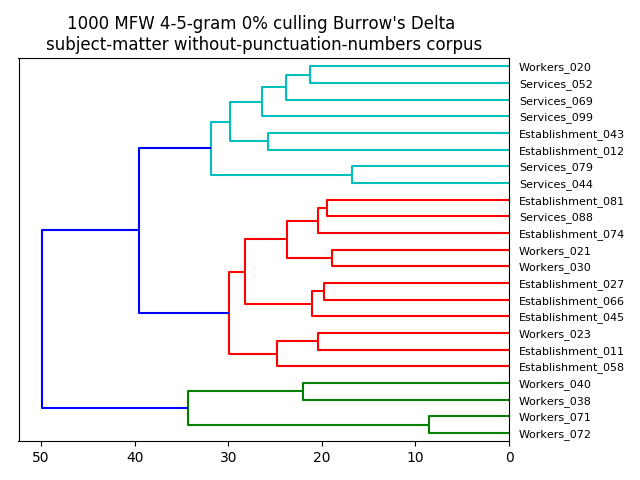 1000 MFW 4-5-gram 0% culling Burrow's Delta
subject-matter without-punctuation-numbers corpus
Workers_020
Services_052
Services_069
Services_099
Establishment_043
Establishment_012
Services_079
Services_044
Establishment_081
Services_088
Establishment_074
Workers_021
Workers_030
Establishment_027
Establishment_066
Establishment_045
Workers_023
Establishment_011
Establishment_058
Workers_040
Workers_038
Workers_071
Workers_072
50 40 30 20 10 0